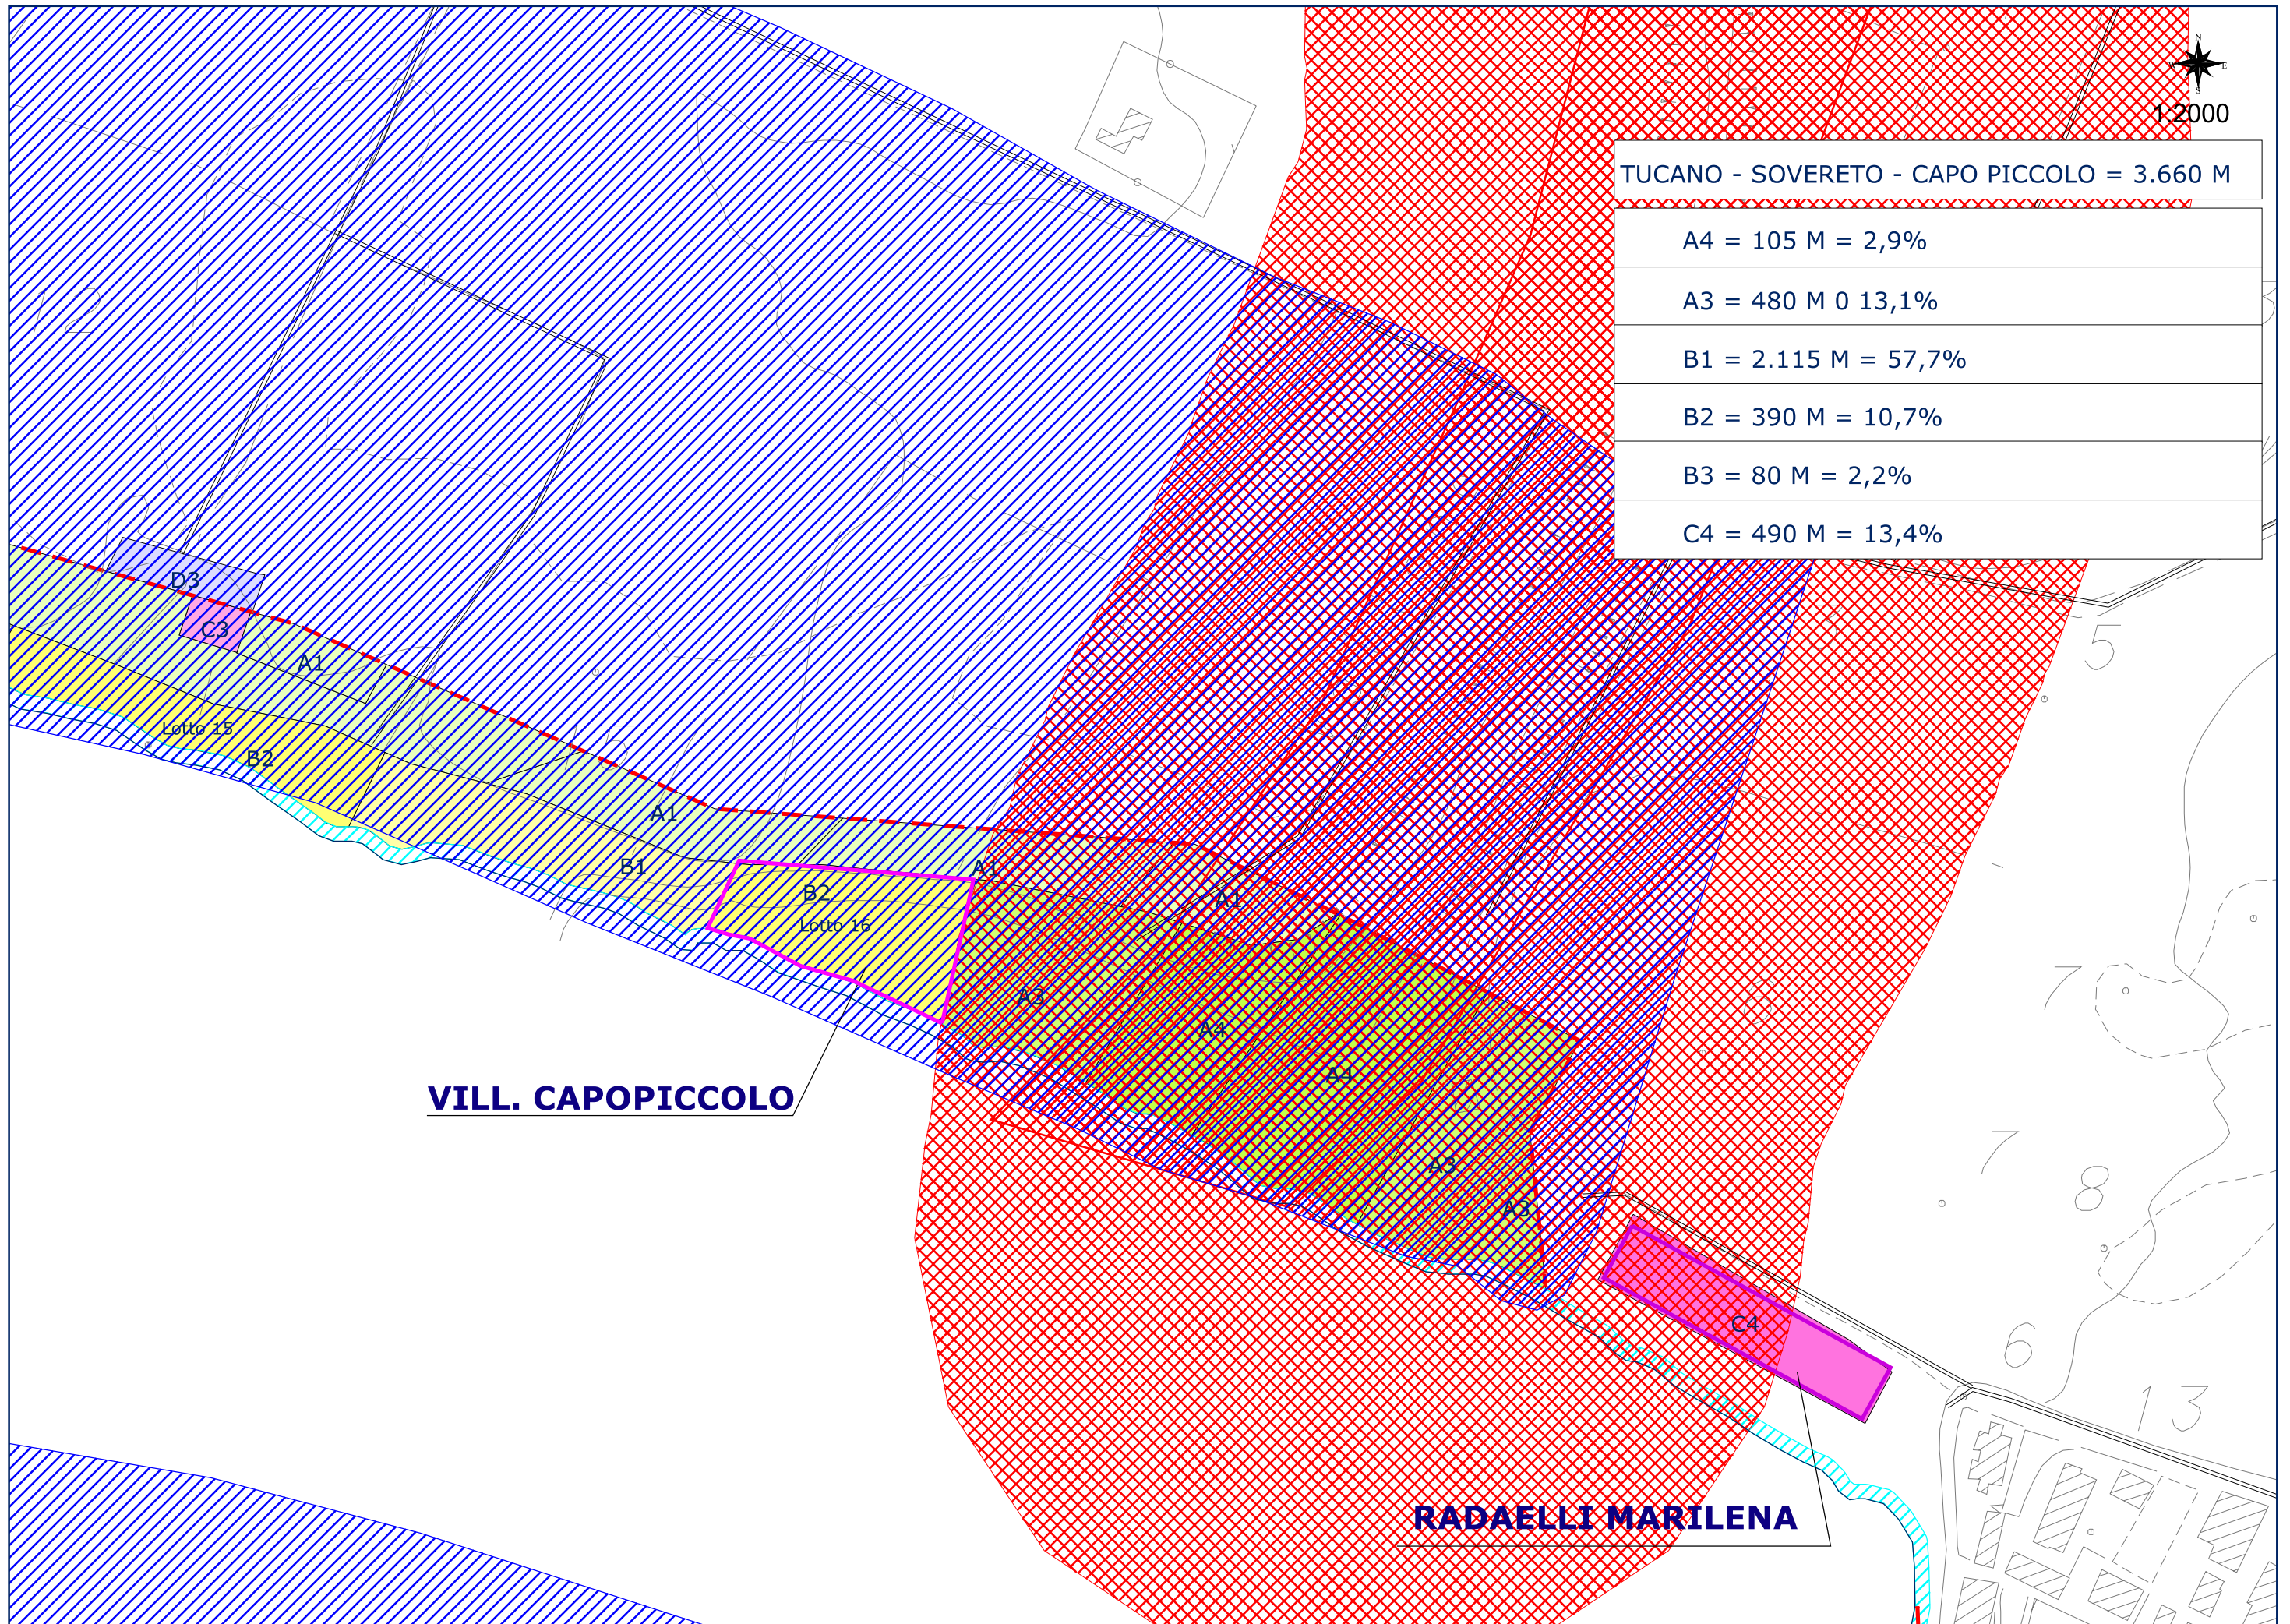 N
W E
S
1:2000
TUCANO - SOVERETO - CAPO PICCOLO = 3.660 M
A4 = 105 M = 2,9%
A3 = 480 M 0 13,1%
B1 = 2.115 M = 57,7%
B2 = 390 M = 10,7%
B3 = 80 M = 2,2%
C4 = 490 M = 13,4%
D3
C3
A1
Lotto 15
B2
A1
B1
A1
B2
A1
Lotto 16
A3
A4
A4
VILL. CAPOPICCOLO
A3
A3
C4
RADAELLI MARILENA
5
7
7
8
6
13